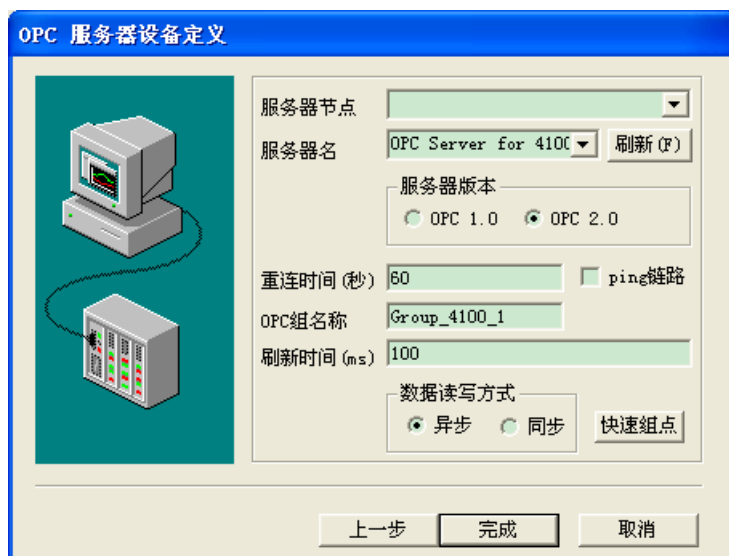 OPC 服务器设备定义
服务器节点
服务器名 OPC Server for 410 刷新(F)
服务器版本
OPC 1.0 OPC 2.0
重连时间(秒) 60 ping链路
OPC组名称 Group_4100_1
刷新时间(ms) 100
数据读写方式
异步 同步 快速组点
上一步 完成 取消